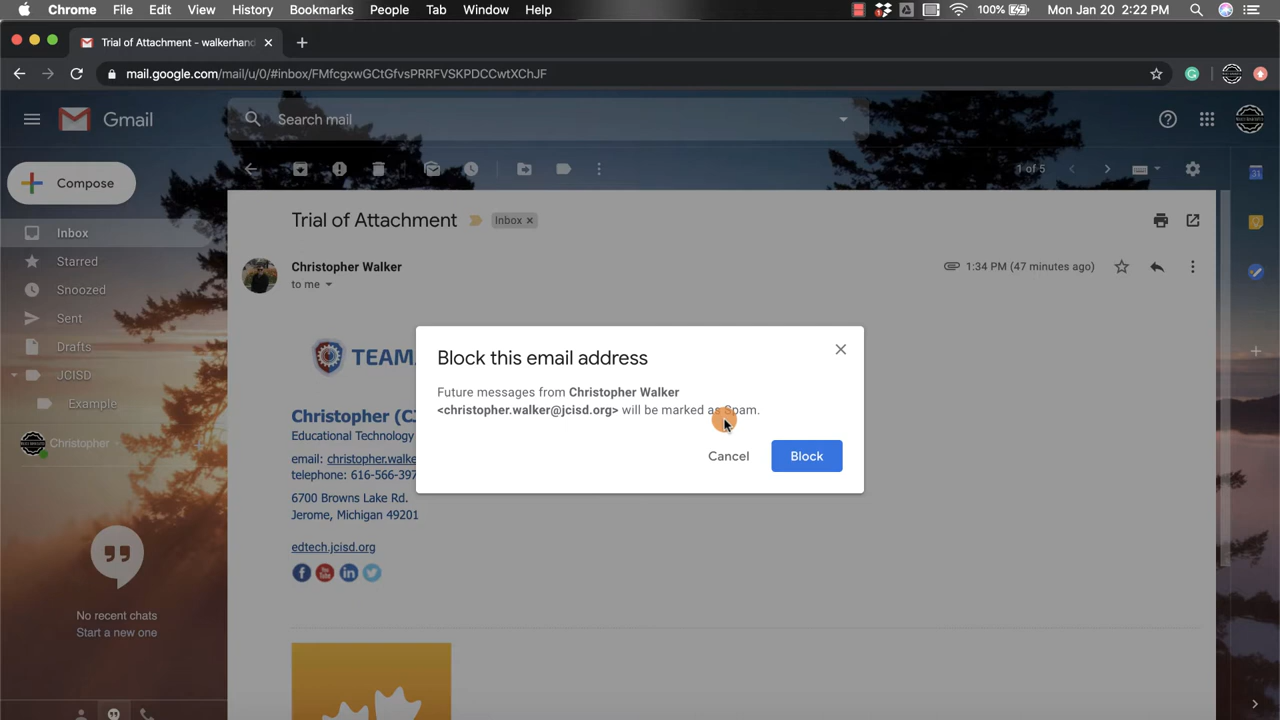 Chrome File Edit View History Bookmarks People Tab Window Help 100% Mon Jan 20 2:22 PM
Trial of Attachment - walkerhand
mail.google.com/mail/u/0/#inbox/FMfcgxwGCtGfvsPRRFVSKPDCCwtXChJF
Gmail
Search mail
Compose
1 of 5
Inbox
Starred
Snoozed
Sent
Drafts
JCISD
Example
Christopher
No recent chats
Start a new one
Trial of Attachment Inbox
Christopher Walker 1:34 PM (47 minutes ago)
to me
TEAM
Christopher (C
Educational Technology
email: christopher.walke
telephone: 616-566-397
6700 Browns Lake Rd.
Jerome, Michigan 49201
edtech.jcisd.org
Block this email address
Future messages from Christopher Walker
<christopher.walker@jcisd.org> will be marked as Spam.
Cancel Block